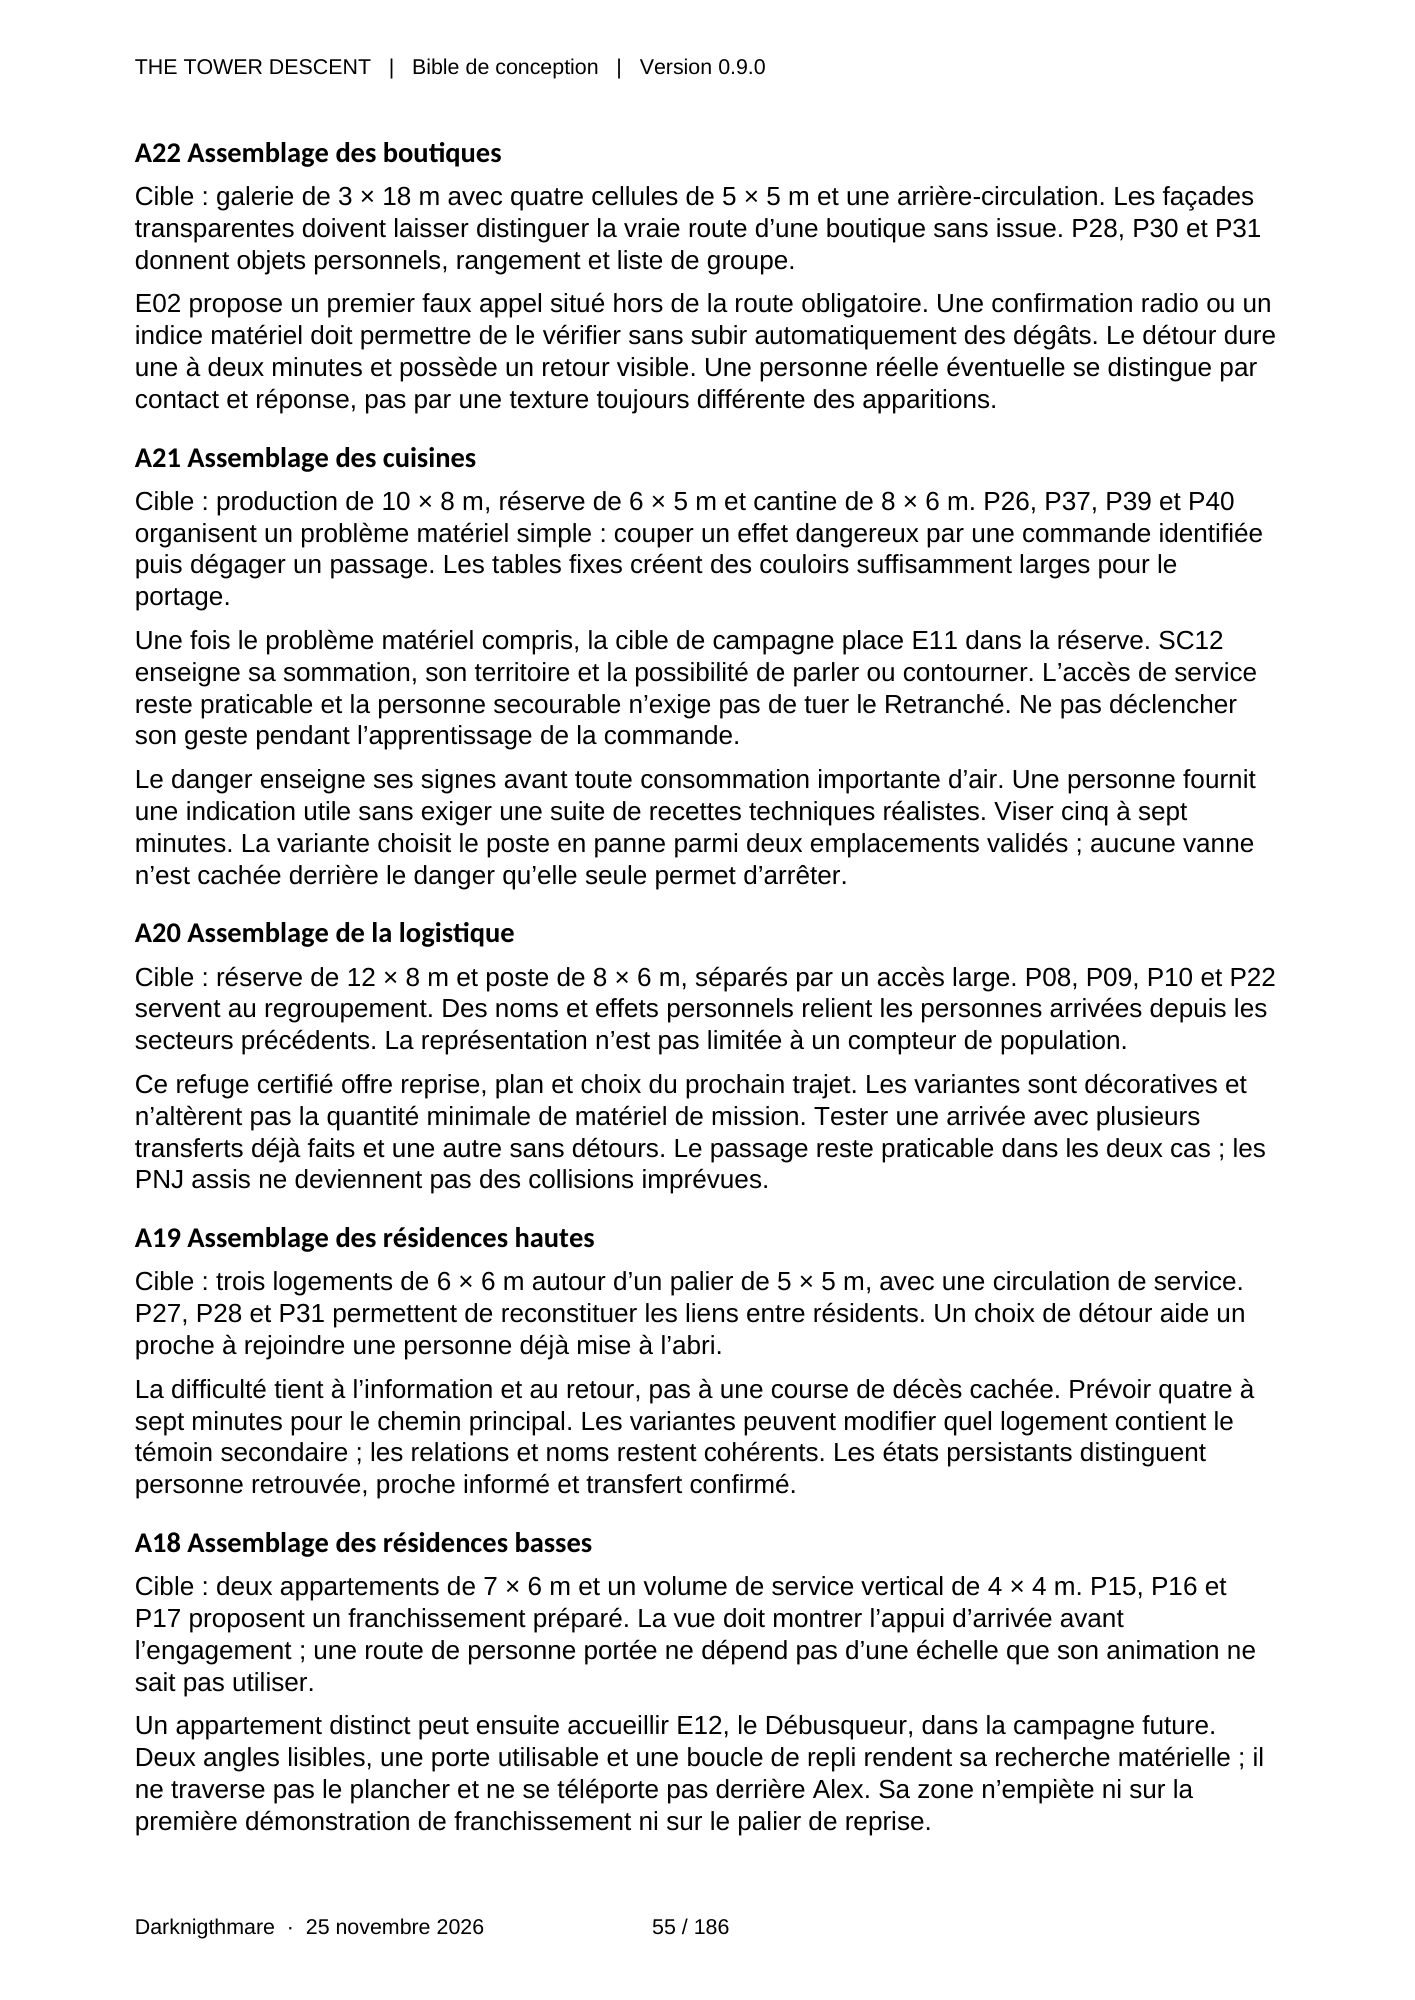 THE TOWER DESCENT | Bible de conception | Version 0.9.0
A22 Assemblage des boutiques
Cible : galerie de 3 × 18 m avec quatre cellules de 5 × 5 m et une arrière-circulation. Les façades
transparentes doivent laisser distinguer la vraie route d’une boutique sans issue. P28, P30 et P31
donnent objets personnels, rangement et liste de groupe.
E02 propose un premier faux appel situé hors de la route obligatoire. Une confirmation radio ou un
indice matériel doit permettre de le vérifier sans subir automatiquement des dégâts. Le détour dure
une à deux minutes et possède un retour visible. Une personne réelle éventuelle se distingue par
contact et réponse, pas par une texture toujours différente des apparitions.
A21 Assemblage des cuisines
Cible : production de 10 × 8 m, réserve de 6 × 5 m et cantine de 8 × 6 m. P26, P37, P39 et P40
organisent un problème matériel simple : couper un effet dangereux par une commande identifiée
puis dégager un passage. Les tables fixes créent des couloirs suffisamment larges pour le
portage.
Une fois le problème matériel compris, la cible de campagne place E11 dans la réserve. SC12
enseigne sa sommation, son territoire et la possibilité de parler ou contourner. L’accès de service
reste praticable et la personne secourable n’exige pas de tuer le Retranché. Ne pas déclencher
son geste pendant l’apprentissage de la commande.
Le danger enseigne ses signes avant toute consommation importante d’air. Une personne fournit
une indication utile sans exiger une suite de recettes techniques réalistes. Viser cinq à sept
minutes. La variante choisit le poste en panne parmi deux emplacements validés ; aucune vanne
n’est cachée derrière le danger qu’elle seule permet d’arrêter.
A20 Assemblage de la logistique
Cible : réserve de 12 × 8 m et poste de 8 × 6 m, séparés par un accès large. P08, P09, P10 et P22
servent au regroupement. Des noms et effets personnels relient les personnes arrivées depuis les
secteurs précédents. La représentation n’est pas limitée à un compteur de population.
Ce refuge certifié offre reprise, plan et choix du prochain trajet. Les variantes sont décoratives et
n’altèrent pas la quantité minimale de matériel de mission. Tester une arrivée avec plusieurs
transferts déjà faits et une autre sans détours. Le passage reste praticable dans les deux cas ; les
PNJ assis ne deviennent pas des collisions imprévues.
A19 Assemblage des résidences hautes
Cible : trois logements de 6 × 6 m autour d’un palier de 5 × 5 m, avec une circulation de service.
P27, P28 et P31 permettent de reconstituer les liens entre résidents. Un choix de détour aide un
proche à rejoindre une personne déjà mise à l’abri.
La difficulté tient à l’information et au retour, pas à une course de décès cachée. Prévoir quatre à
sept minutes pour le chemin principal. Les variantes peuvent modifier quel logement contient le
témoin secondaire ; les relations et noms restent cohérents. Les états persistants distinguent
personne retrouvée, proche informé et transfert confirmé.
A18 Assemblage des résidences basses
Cible : deux appartements de 7 × 6 m et un volume de service vertical de 4 × 4 m. P15, P16 et
P17 proposent un franchissement préparé. La vue doit montrer l’appui d’arrivée avant
l’engagement ; une route de personne portée ne dépend pas d’une échelle que son animation ne
sait pas utiliser.
Un appartement distinct peut ensuite accueillir E12, le Débusqueur, dans la campagne future.
Deux angles lisibles, une porte utilisable et une boucle de repli rendent sa recherche matérielle ; il
ne traverse pas le plancher et ne se téléporte pas derrière Alex. Sa zone n’empiète ni sur la
première démonstration de franchissement ni sur le palier de reprise.
Darknigthmare · 25 novembre 2026 55 / 186